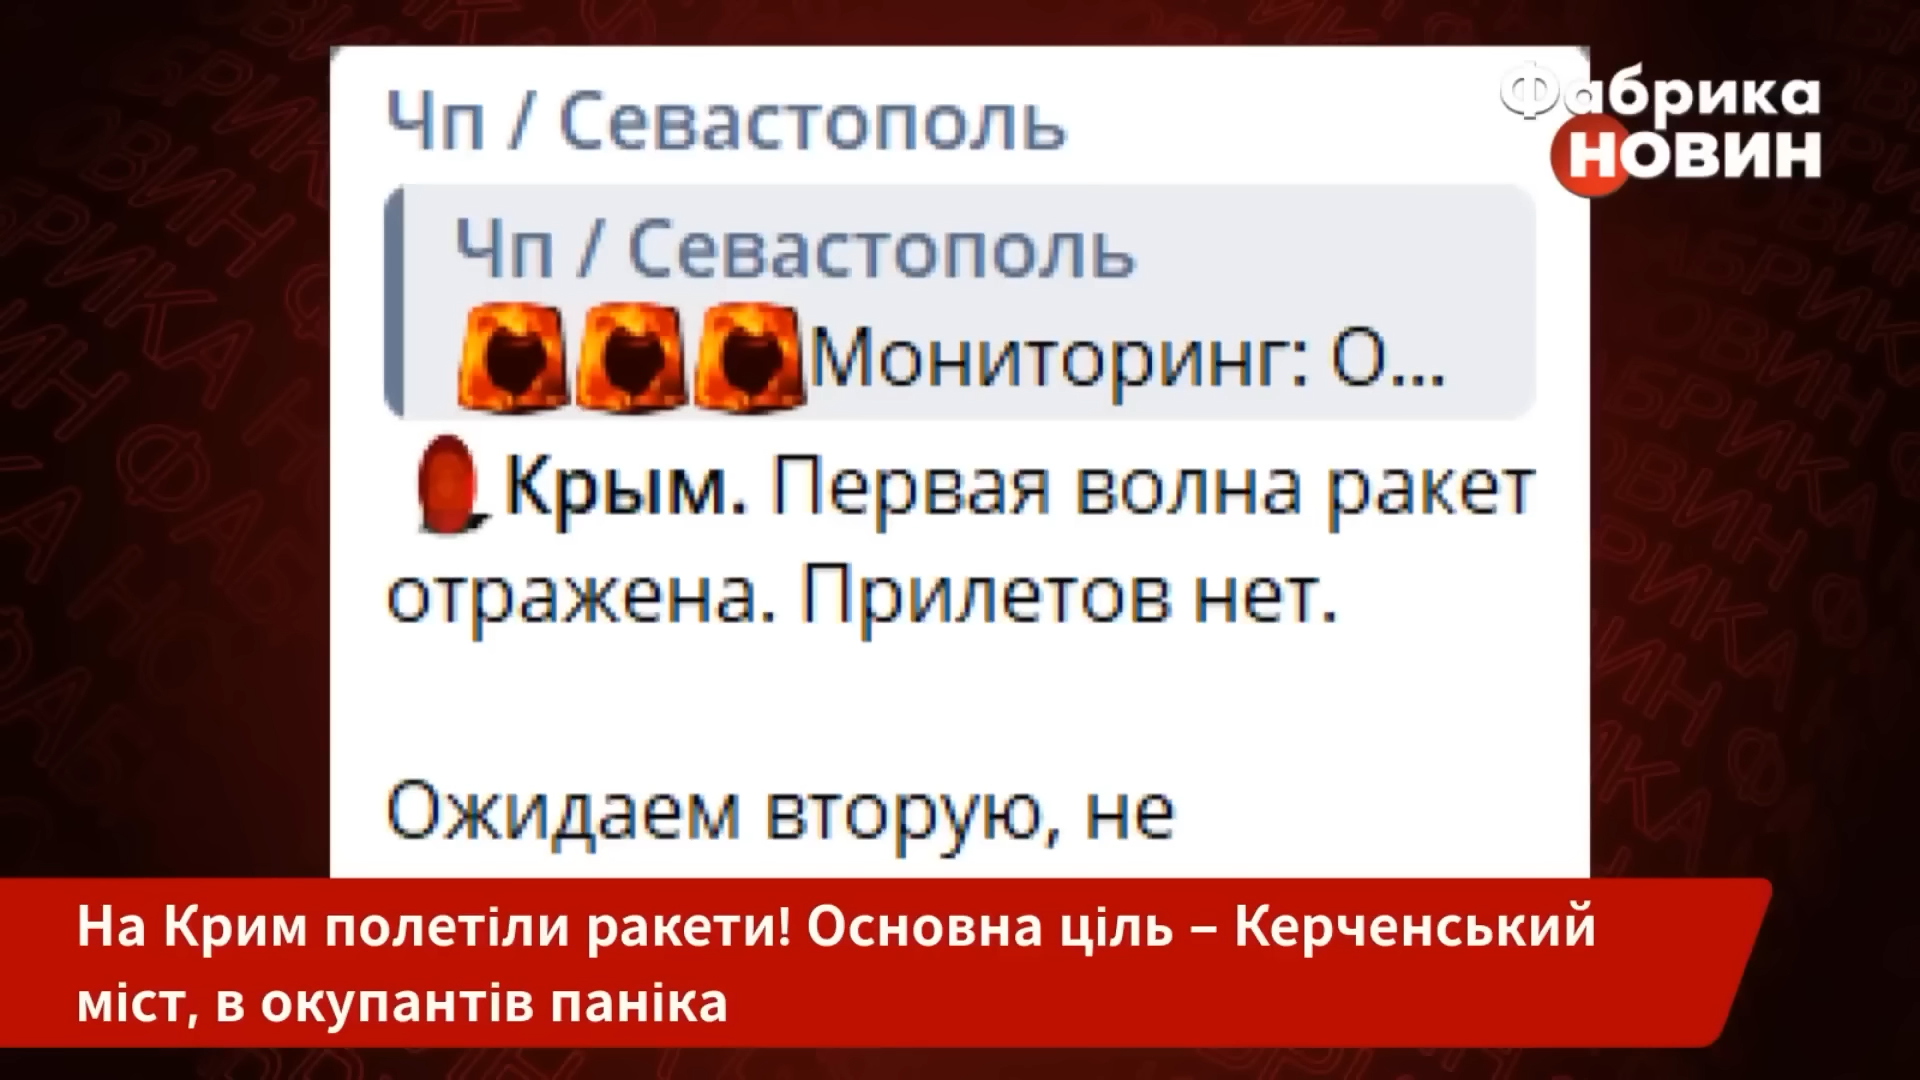 Чп / Севастополь
Фабрика
НОВИН
Чп / Севастополь
Мониторинг: О...
Крым. Первая волна ракет
отражена. Прилетов нет.
Ожидаем вторую, не
На Крим полетіли ракети! Основна ціль – Керченський
міст, в окупантів паніка